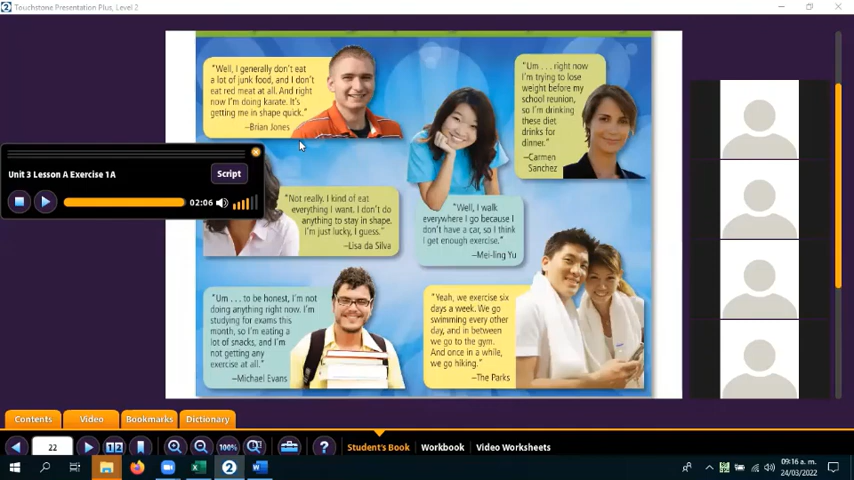 Touchstone Presentation Plus, Level 2
"Well, I generally don't eat
a lot of junk food, and I don't
eat red meat at all. And right
now I'm doing karate. It's
getting me in shape quick."
–Brian Jones
"Um . . . right now
I'm trying to lose
weight before my
school reunion,
so I'm drinking
these diet
drinks for
dinner."
–Carmen
Sanchez
Unit 3 Lesson A Exercise 1A
Script
02:06
"Not really. I kind of eat
everything I want. I don't do
anything to stay in shape.
I'm just lucky, I guess."
–Lisa da Silva
"Well, I walk
everywhere I go because I
don't have a car, so I think
I get enough exercise."
–Mei-ling Yu
"Um . . . to be honest, I'm not
doing anything right now. I'm
studying for exams this
month, so I'm eating a
lot of snacks, and I'm
not getting any
exercise at all."
–Michael Evans
"Yeah, we exercise six
days a week. We go
swimming every other
day, and in between
we go to the gym.
And once in a while,
we go hiking."
–The Parks
Contents Video Bookmarks Dictionary
22 100% Student's Book Workbook Video Worksheets
09:16 a. m.
24/03/2022